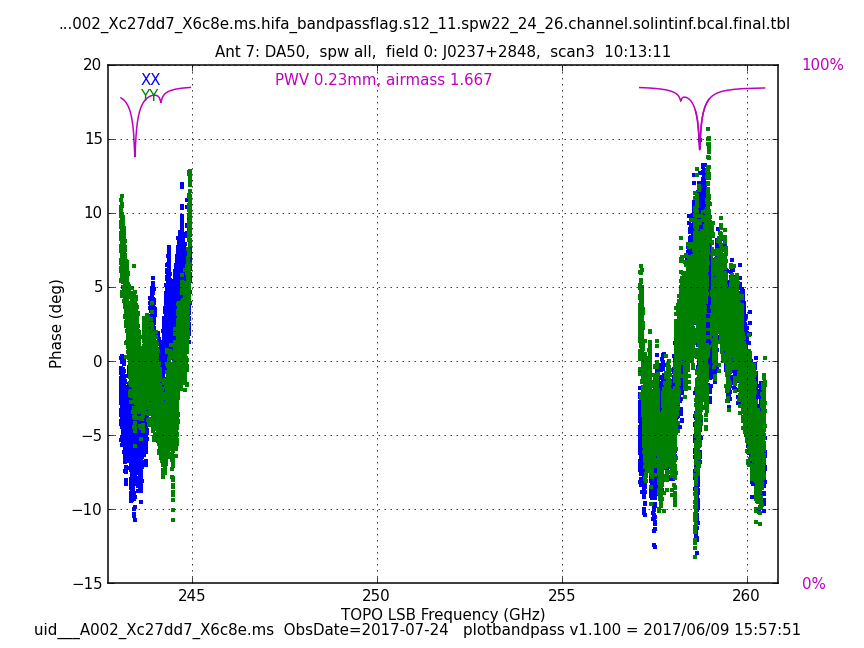 ...002_Xc27dd7_X6c8e.ms.hifa_bandpassflag.s12_11.spw22_24_26.channel.solintinf.bcal.final.tbl
Ant 7: DA50, spw all, field 0: J0237+2848, scan3 10:13:11
20
100%
XX
PWV 0.23mm, airmass 1.667
YY
15
10
5
Phase (deg)
0
−5
−10
−15
0%
245
250
255
260
TOPO LSB Frequency (GHz)
uid___A002_Xc27dd7_X6c8e.ms ObsDate=2017-07-24 plotbandpass v1.100 = 2017/06/09 15:57:51